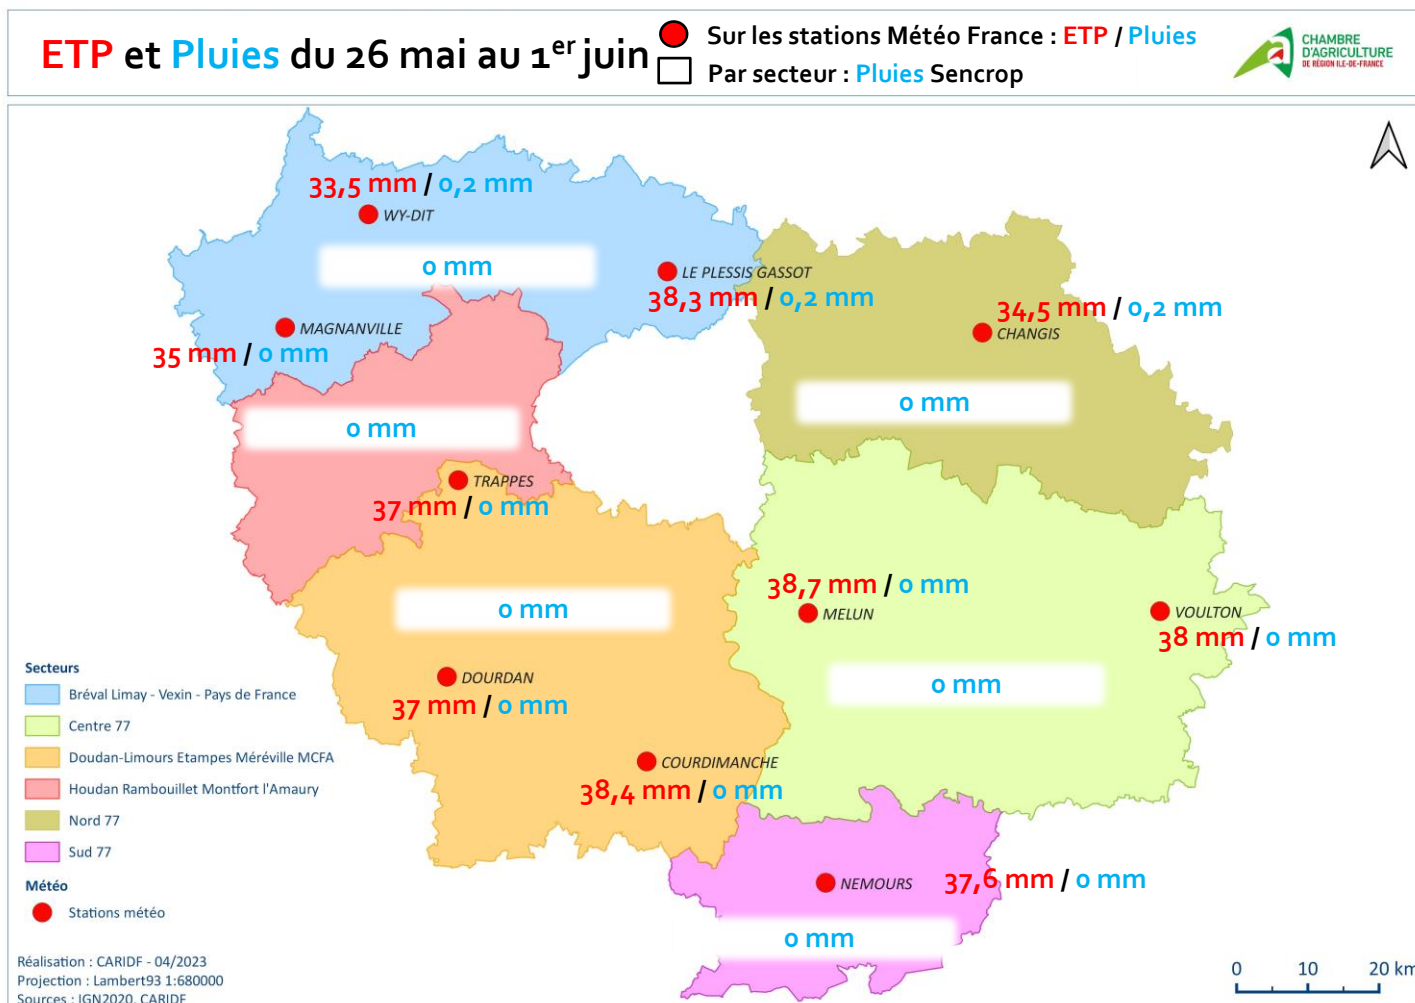 ETP et Pluies du 26 mai au 1er juin
Sur les stations Météo France : ETP / Pluies
Par secteur : Pluies Sencrop
CHAMBRE
D'AGRICULTURE
DE RÉGION ILE-DE-FRANCE
33,5 mm / 0,2 mm
WY-DIT
0 mm
LE PLESSIS GASSOT
38,3 mm / 0,2 mm
34,5 mm / 0,2 mm
CHANGIS
MAGNANVILLE
35 mm / 0 mm
0 mm
0 mm
TRAPPES
37 mm / 0 mm
38,7 mm / 0 mm
MELUN
0 mm
VOULTON
38 mm / 0 mm
0 mm
DOURDAN
37 mm / 0 mm
COURDIMANCHE
38,4 mm / 0 mm
NEMOURS
37,6 mm / 0 mm
0 mm
Secteurs
Bréval Limay - Vexin - Pays de France
Centre 77
Doudan-Limours Etampes Méréville MCFA
Houdan Rambouillet Montfort l'Amaury
Nord 77
Sud 77
Météo
Stations météo
Réalisation : CARIDF - 04/2023
Projection : Lambert93 1:680000
Sources : IGN2020, CARIDF
0 10 20 km